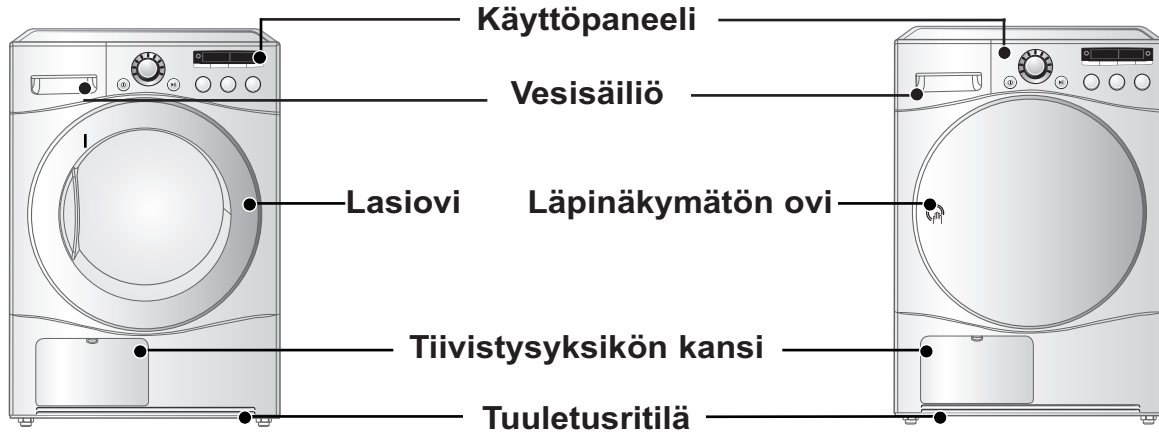 Käyttöpaneeli
Vesisäiliö
Lasiovi
Läpinäkymätön ovi
Tiivistysyksikön kansi
Tuuletusritilä